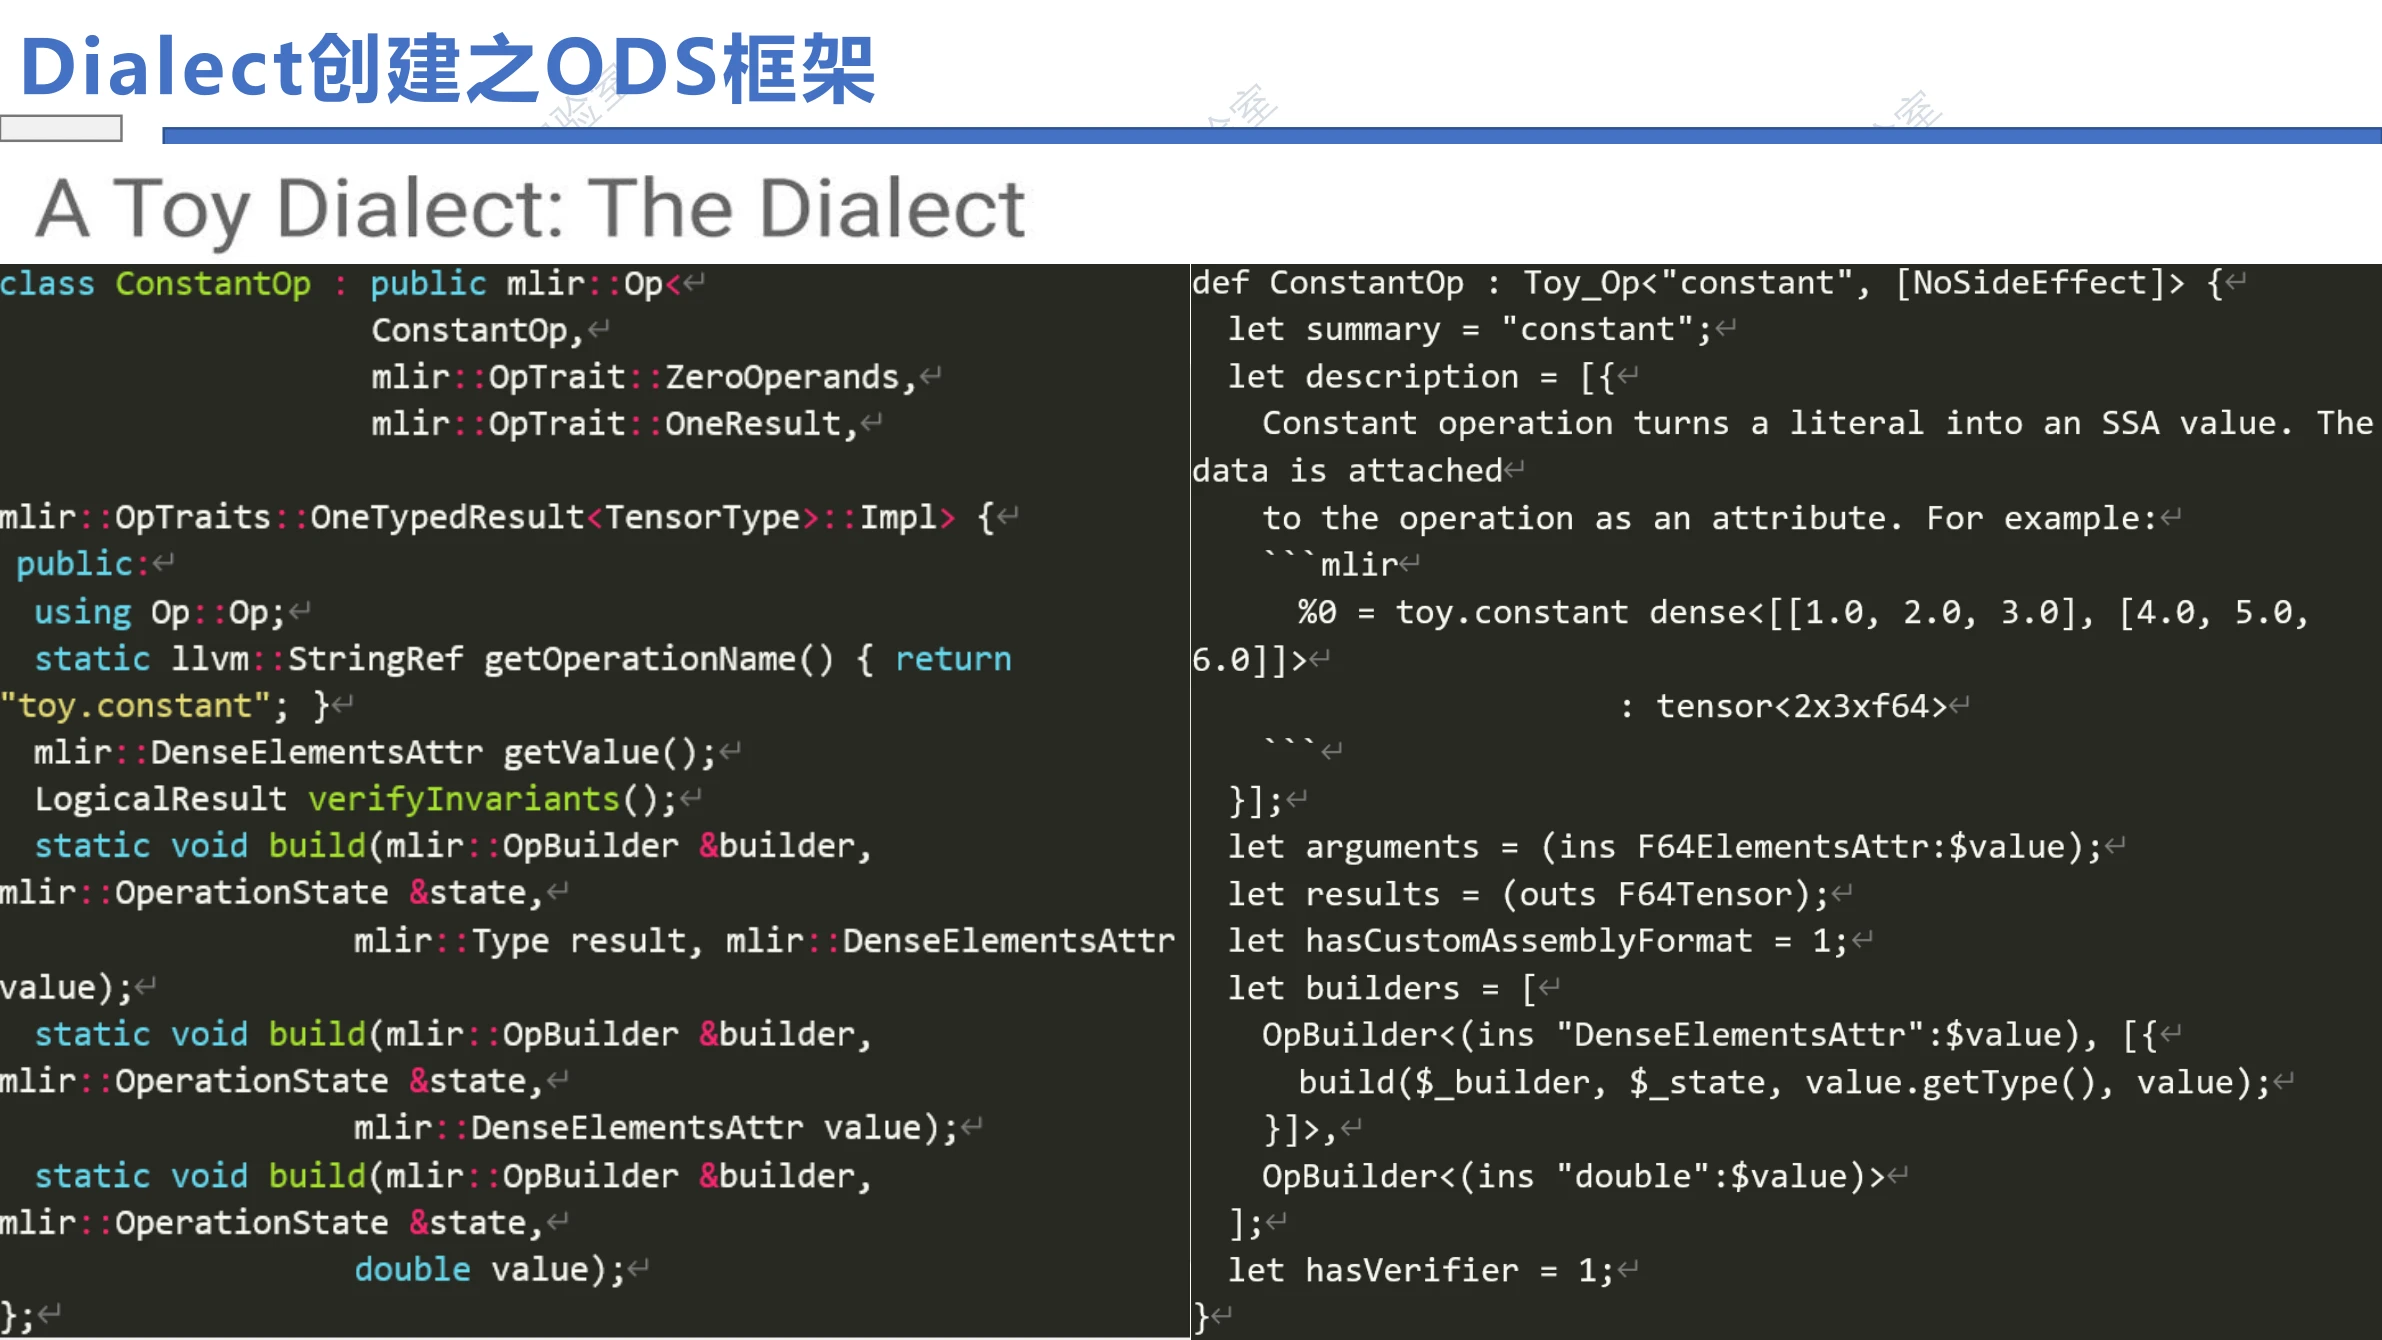 Dialect创建之ODS框架
A Toy Dialect: The Dialect
class ConstantOp : public mlir::Op<↵
ConstantOp,↵
mlir::OpTrait::ZeroOperands,↵
mlir::OpTrait::OneResult,↵
mlir::OpTraits::OneTypedResult<TensorType>::Impl> {↵
public:↵
using Op::Op;↵
static llvm::StringRef getOperationName() { return
"toy.constant"; }↵
mlir::DenseElementsAttr getValue();↵
LogicalResult verifyInvariants();↵
static void build(mlir::OpBuilder &builder,
mlir::OperationState &state,↵
mlir::Type result, mlir::DenseElementsAttr
value);↵
static void build(mlir::OpBuilder &builder,
mlir::OperationState &state,↵
mlir::DenseElementsAttr value);↵
static void build(mlir::OpBuilder &builder,
mlir::OperationState &state,↵
double value);↵
};↵
def ConstantOp : Toy_Op<"constant", [NoSideEffect]> {↵
let summary = "constant";↵
let description = [{↵
Constant operation turns a literal into an SSA value. The
data is attached↵
to the operation as an attribute. For example:↵
```mlir↵
%0 = toy.constant dense<[[1.0, 2.0, 3.0], [4.0, 5.0,
6.0]]>↵
: tensor<2x3xf64>↵
```↵
}];↵
let arguments = (ins F64ElementsAttr:$value);↵
let results = (outs F64Tensor);↵
let hasCustomAssemblyFormat = 1;↵
let builders = [↵
OpBuilder<(ins "DenseElementsAttr":$value), [{↵
build($_builder, $_state, value.getType(), value);↵
}]>,↵
OpBuilder<(ins "double":$value)>↵
];↵
let hasVerifier = 1;↵
}↵